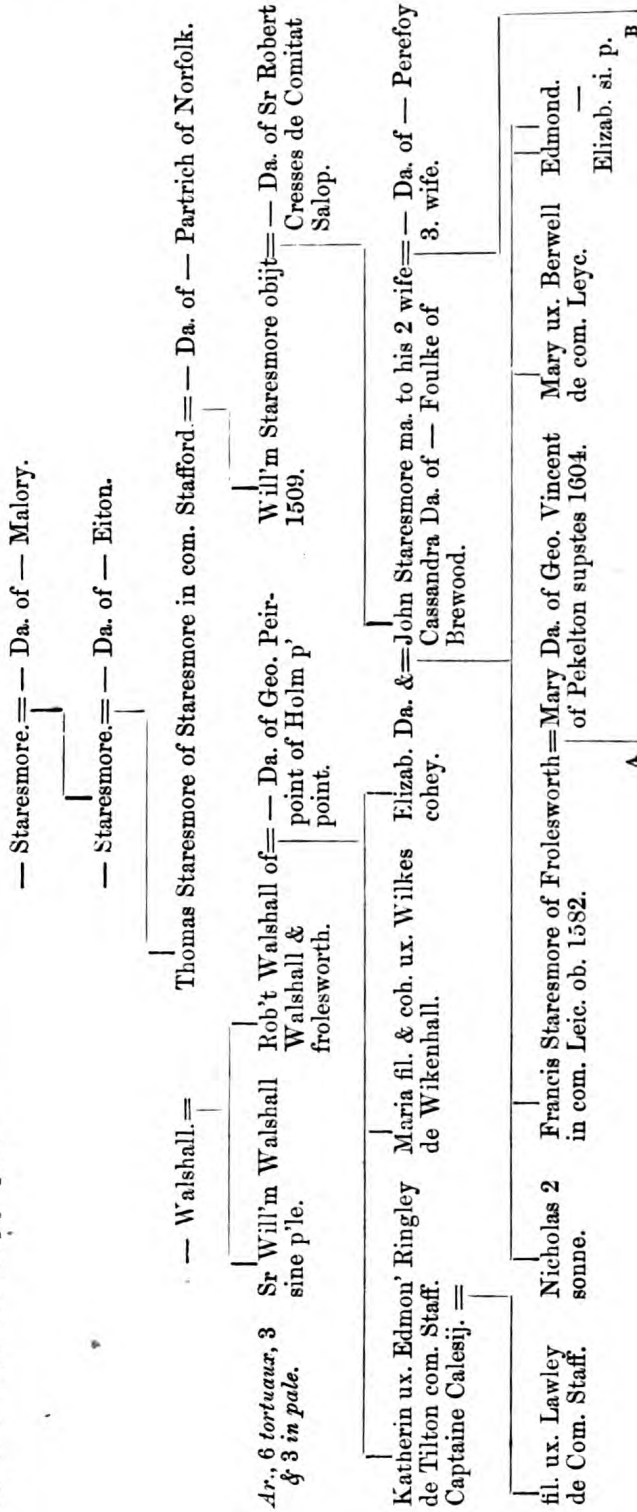 — Staresmore.＝— Da. of — Malory.
— Staresmore.＝— Da. of — Eiton.
— Walshall.＝
Thomas Staresmore of Staresmore in com. Stafford.＝— Da. of — Partrich of Norfolk.
Ar., 6 tortuaux, 3
& 3 in pale.
Sr Will'm Walshall
sine p'le.
Rob't Walshall of＝— Da. of Geo. Peir-
Walshall &
frolesworth.
point of Holm p'
point.
Will'm Staresmore obijt＝— Da. of Sr Robert
1509.
Cresses de Comitat
Salop.
Katherin ux. Edmou' Ringley
de Tilton com. Staff.
Captaine Calesij.＝
Maria fil. & coh. ux. Wilkes
de Wikenhall.
Elizab. Da. &＝John Staresmore ma. to his 2 wife＝— Da. of — Perefoy
cohey.
Cassandra Da. of — Foulke of
Brewood.
3. wife.
fil. ux. Lawley
de Com. Staff.
Nicholas 2
sonne.
Francis Staresmore of Frolesworth＝Mary Da. of Geo. Vincent
in com. Leic. ob. 1582.
of Pekelton supstes 1604.
Mary ux. Berwell
de com. Leyc.
Edmond.
—
Elizab. si. p.
A
B